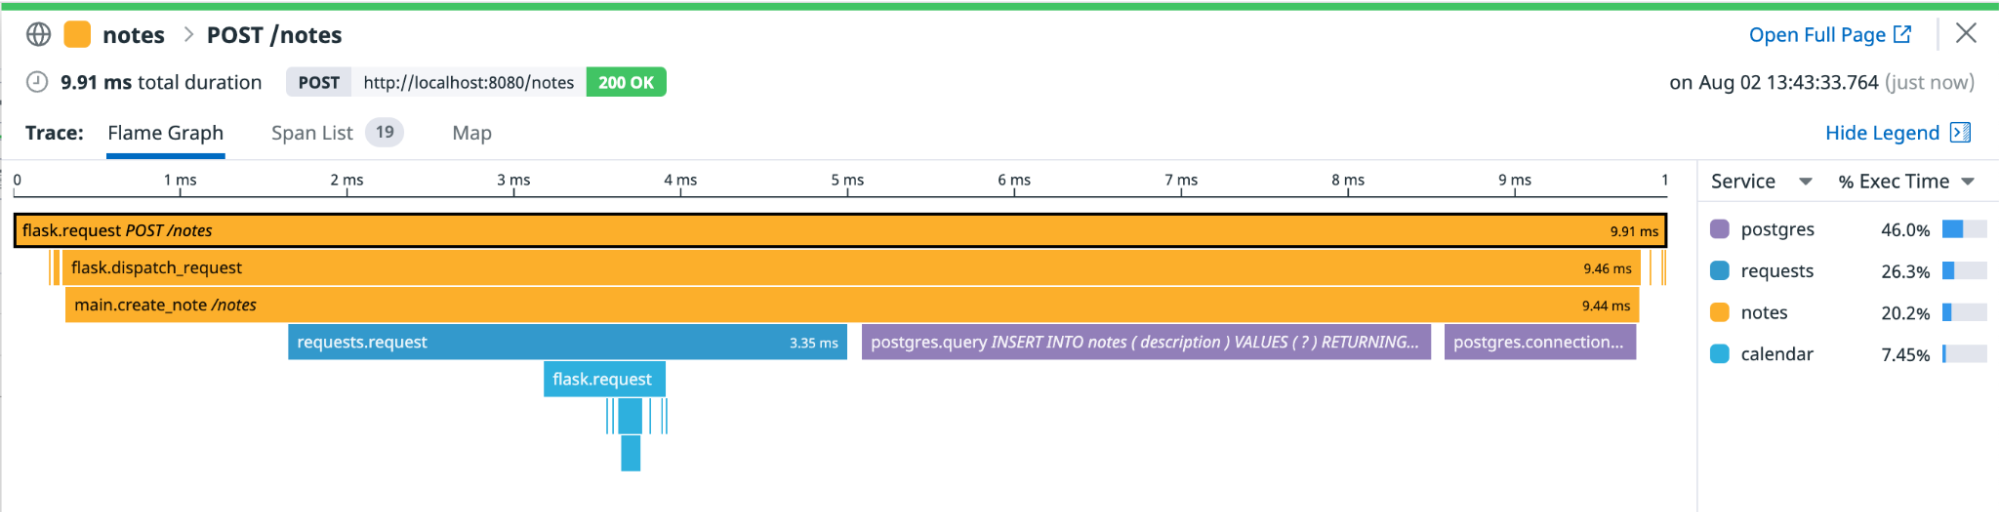 notes > POST /notes
Open Full Page
9.91 ms total duration POST http://localhost:8080/notes 200 OK
on Aug 02 13:43:33.764 (just now)
Trace: Flame Graph Span List 19 Map
Hide Legend
0 1 ms 2 ms 3 ms 4 ms 5 ms 6 ms 7 ms 8 ms 9 ms 1
flask.request POST /notes 9.91 ms
flask.dispatch_request 9.46 ms
main.create_note /notes 9.44 ms
requests.request 3.35 ms postgres.query INSERT INTO notes ( description ) VALUES ( ? ) RETURNING... postgres.connection...
flask.request
Service % Exec Time
postgres 46.0%
requests 26.3%
notes 20.2%
calendar 7.45%